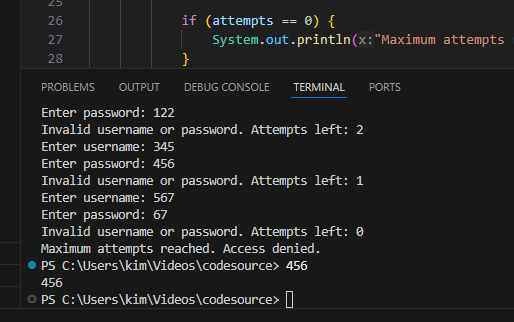 25
26 if (attempts == 0) {
27 System.out.println(x:"Maximum attempts
28 }
PROBLEMS OUTPUT DEBUG CONSOLE TERMINAL PORTS
Enter password: 122
Invalid username or password. Attempts left: 2
Enter username: 345
Enter password: 456
Invalid username or password. Attempts left: 1
Enter username: 567
Enter password: 67
Invalid username or password. Attempts left: 0
Maximum attempts reached. Access denied.
PS C:\Users\kim\Videos\codesource> 456
456
PS C:\Users\kim\Videos\codesource>